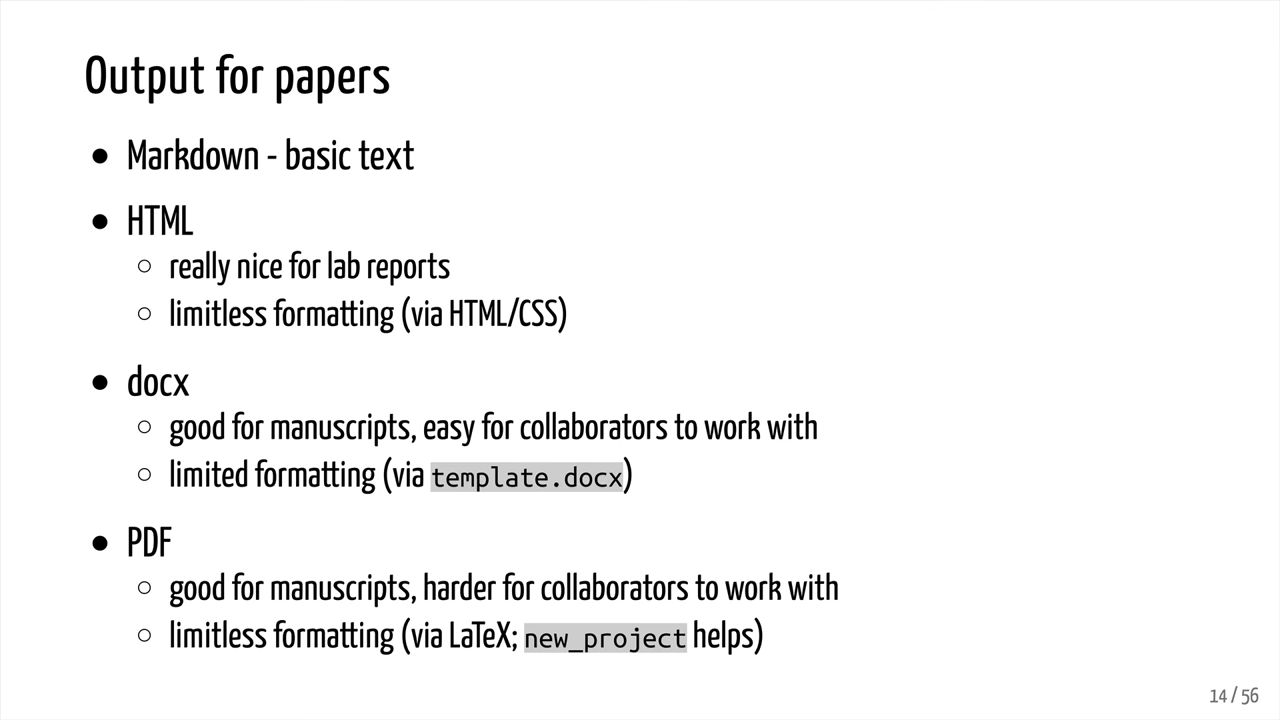 Output for papers
● Markdown - basic text
● HTML
○ really nice for lab reports
○ limitless formatting (via HTML/CSS)
● docx
○ good for manuscripts, easy for collaborators to work with
○ limited formatting (via template.docx)
● PDF
○ good for manuscripts, harder for collaborators to work with
○ limitless formatting (via LaTeX; new_project helps)
14 / 56